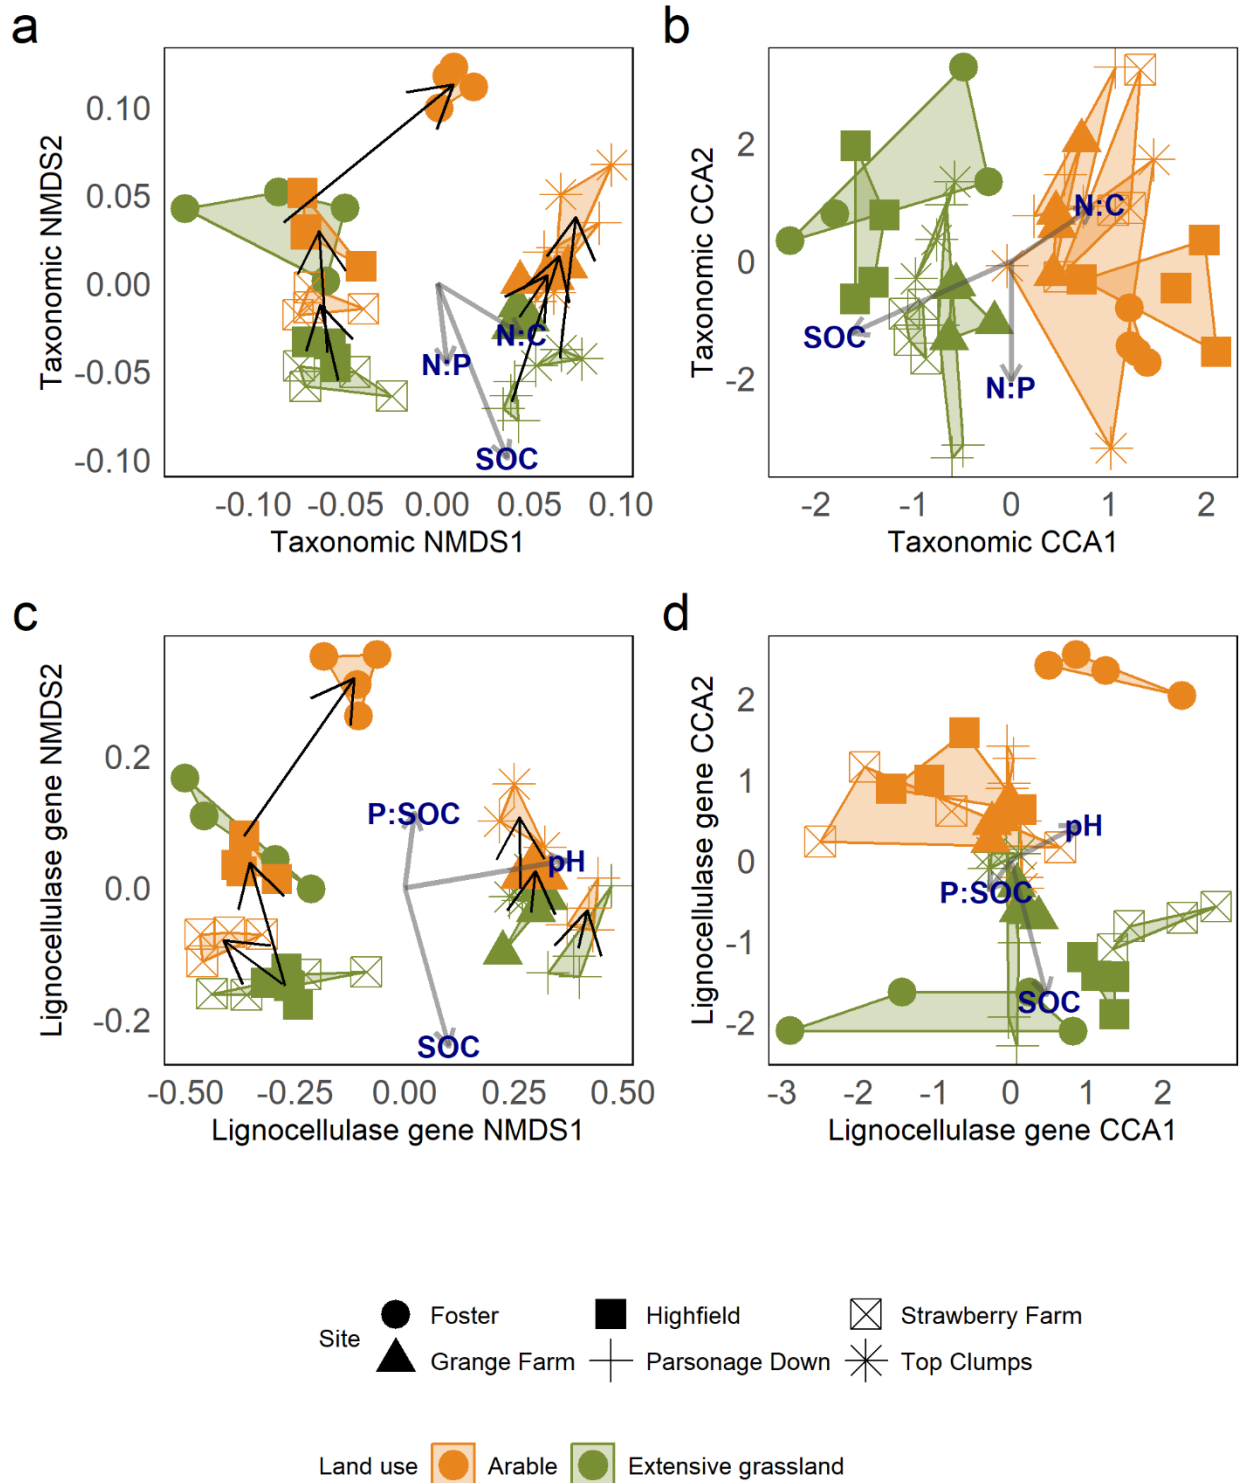 a
b
Taxonomic NMDS2
0.10
0.05
0.00
-0.05
-0.10
N:C
N:P
SOC
-0.10
-0.05
0.00
0.05
0.10
Taxonomic NMDS1
Taxonomic CCA2
2
0
-2
N:C
SOC
N:P
-2
-1
0
1
2
Taxonomic CCA1
c
d
Lignocellulase gene NMDS2
0.2
0.0
-0.2
P:SOC
pH
SOC
-0.50
-0.25
0.00
0.25
0.50
Lignocellulase gene NMDS1
Lignocellulase gene CCA2
2
1
0
-1
-2
pH
P:SOC
SOC
-3
-2
-1
0
1
2
Lignocellulase gene CCA1
Site
Foster
Highfield
Strawberry Farm
Grange Farm
Parsonage Down
Top Clumps
Land use
Arable
Extensive grassland